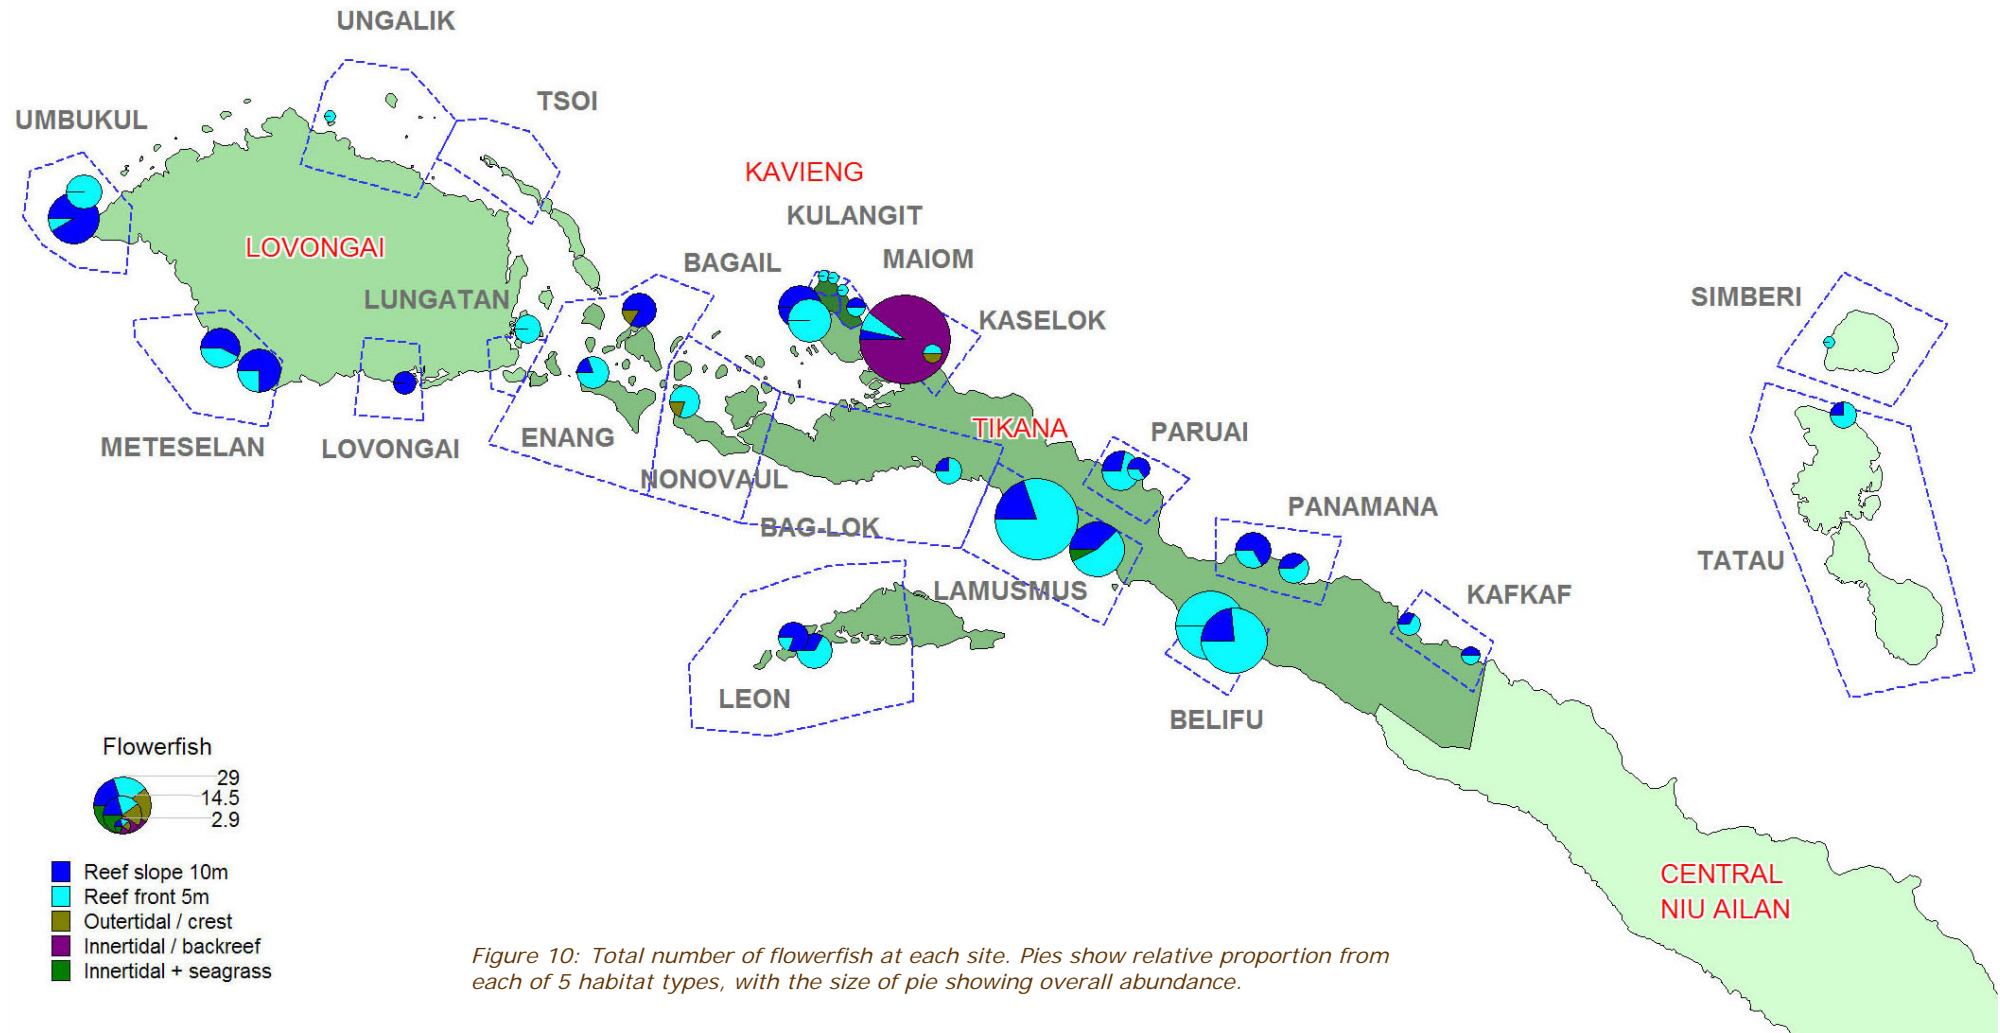 UNGALIK
TSOI
UMBUKUL
KAVIENG
KULANGIT
LOVONGAI
BAGAIL
MAIOM
LUNGATAN
SIMBERI
KASELOK
METESELAN
LOVONGAI
ENANG
TIKANA
PARUAI
NONOVAUL
PANAMANA
BAG-LOK
TATAU
LAMUSMUS
KAFKAF
LEON
BELIFU
Flowerfish
29
14.5
2.9
Reef slope 10m
Reef front 5m
Outertidal / crest
Innertidal / backreef
Innertidal + seagrass
CENTRAL
NIU AILAN
Figure 10: Total number of flowerfish at each site. Pies show relative proportion from
each of 5 habitat types, with the size of pie showing overall abundance.